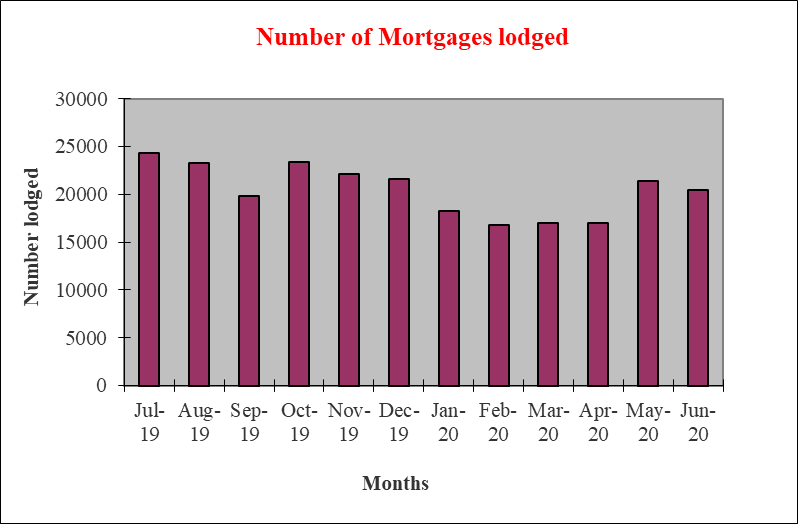 Number of Mortgages lodged
30000
25000
20000
15000
10000
5000
0
Number lodged
Jul- Aug- Sep- Oct- Nov- Dec- Jan- Feb- Mar- Apr- May- Jun-
19 19 19 19 19 19 20 20 20 20 20 20
Months